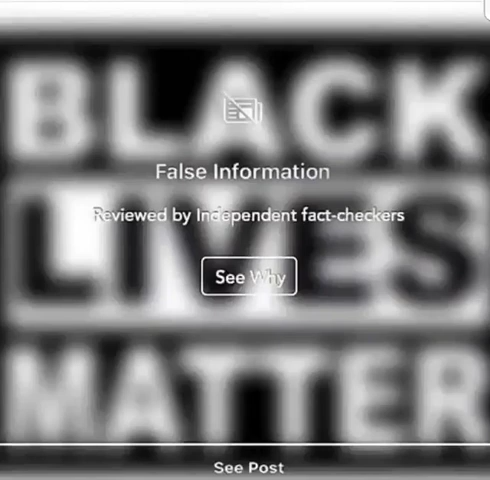 BLACK
False Information
Reviewed by Independent fact-checkers
LIVES
See Why
MATTER
See Post